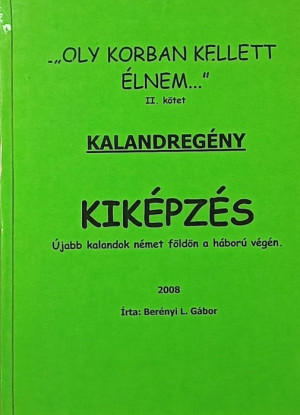 -„OLY KORBAN KELLETT
ÉLNEM..."
II. kötet
KALANDREGÉNY
KIKÉPZÉS
Újabb kalandok német földön a háború végén.
2008
Írta: Berényi L. Gábor